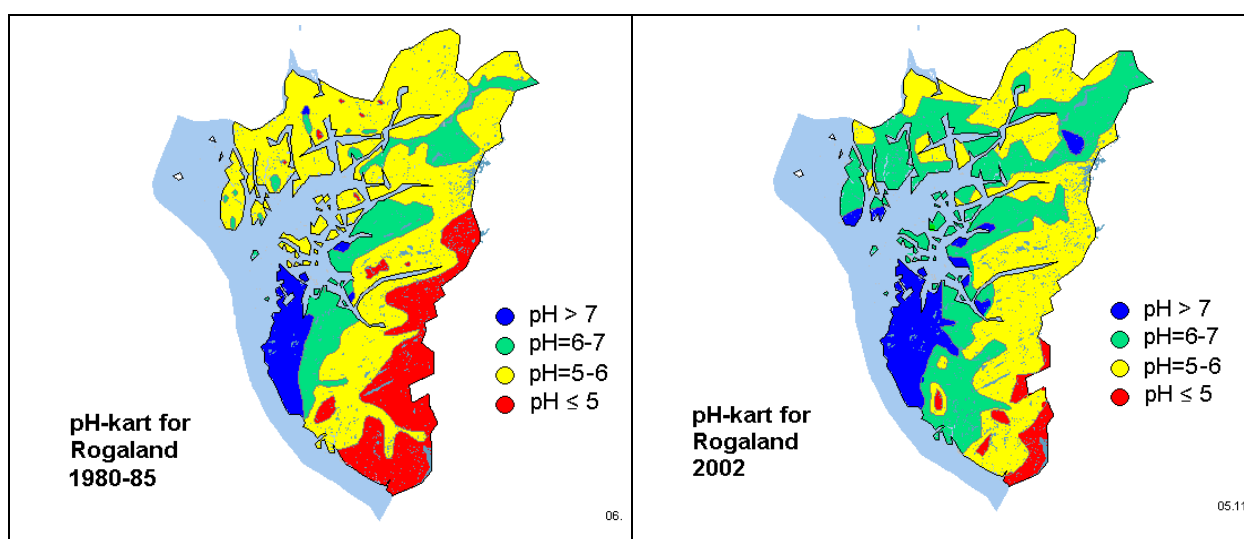 pH > 7
pH=6-7
pH=5-6
pH ≤ 5
pH-kart for
Rogaland
1980-85
06.
pH > 7
pH=6-7
pH=5-6
pH ≤ 5
pH-kart for
Rogaland
2002
05.11